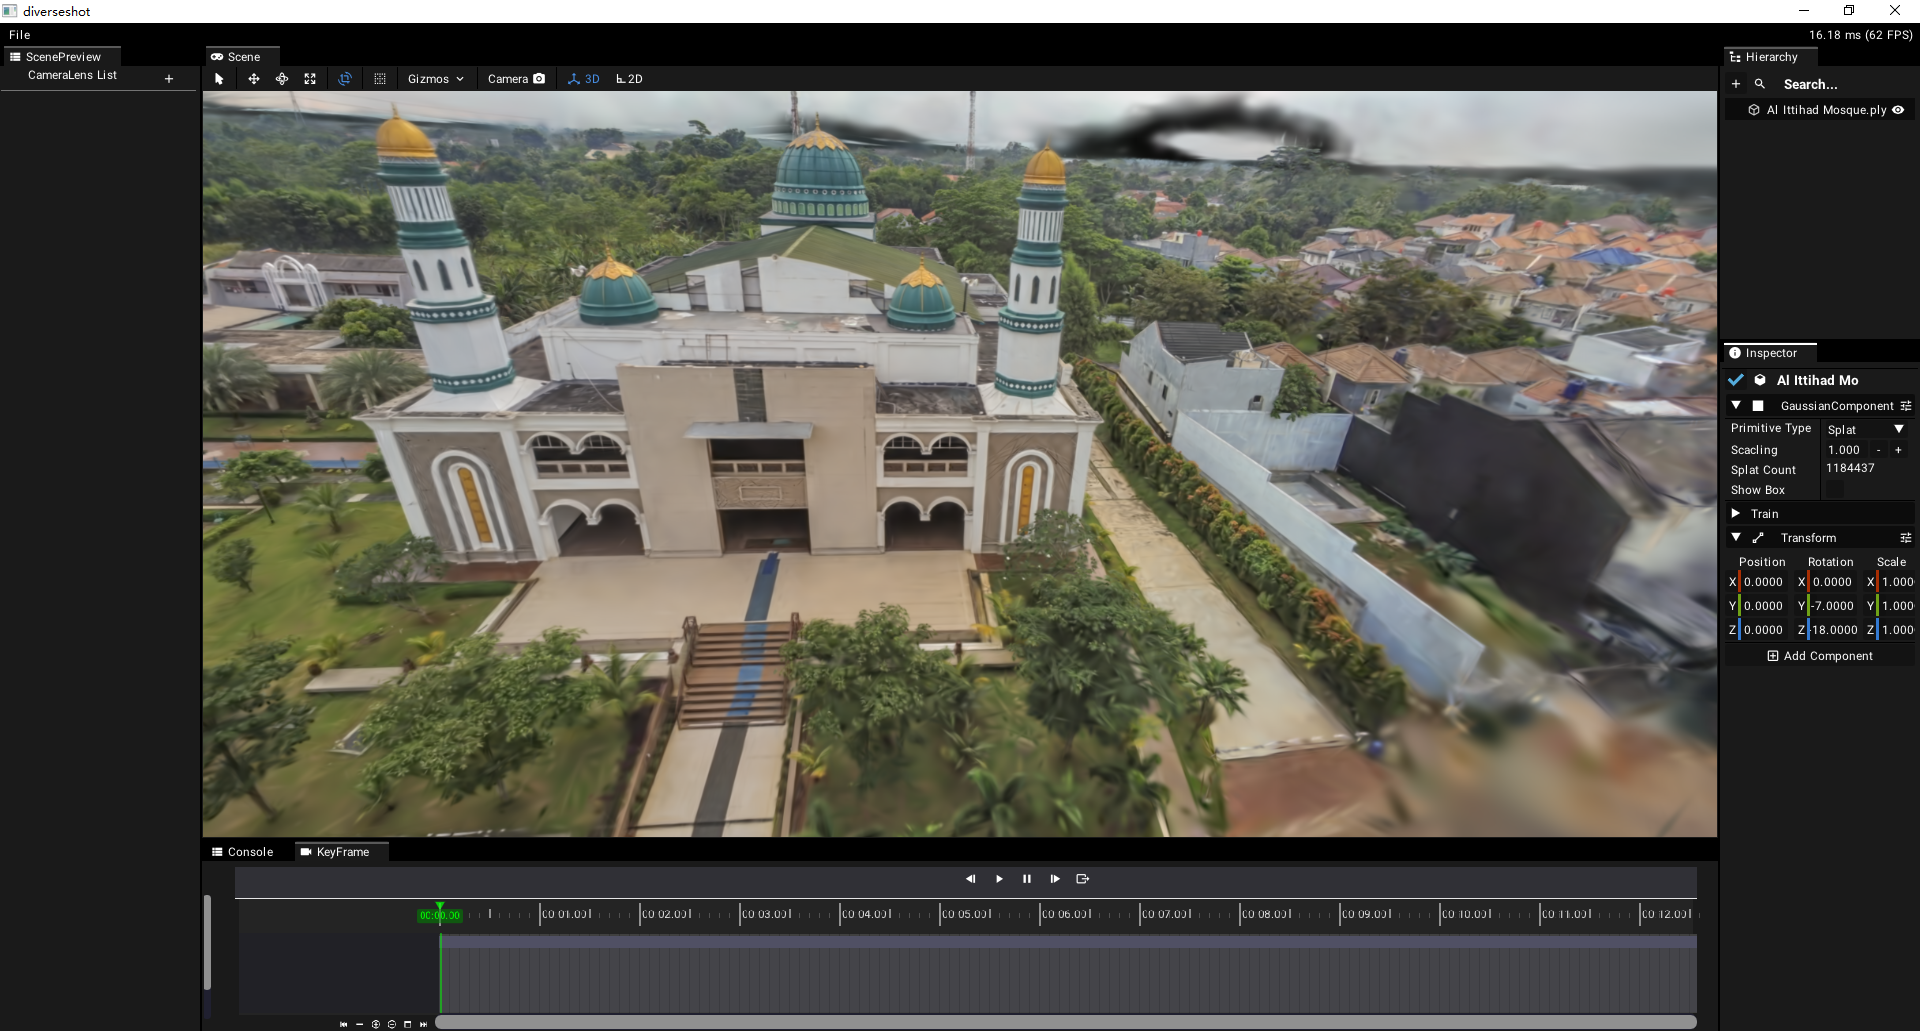 diverseshot
File
16.18 ms (62 FPS)
ScenePreview
CameraLens List +
Scene
Gizmos
Camera
3D
2D
Hierarchy
+ Search...
Al Ittihad Mosque.ply
Inspector
Al Ittihad Mo
GaussianComponent
Primitive Type Splat
Scacling 1.000 - +
Splat Count 1184437
Show Box
Train
Transform
Position Rotation Scale
X 0.0000 X 0.0000 X 1.000
Y 0.0000 Y -7.0000 Y 1.000
Z 0.0000 Z 18.0000 Z 1.000
Add Component
Console
KeyFrame
00:00.00 00 01.00 00 02.00 00 03.00 00 04.00 00 05.00 00 06.00 00 07.00 00 08.00 00 09.00 00 10.00 00 11.00 00 12.00